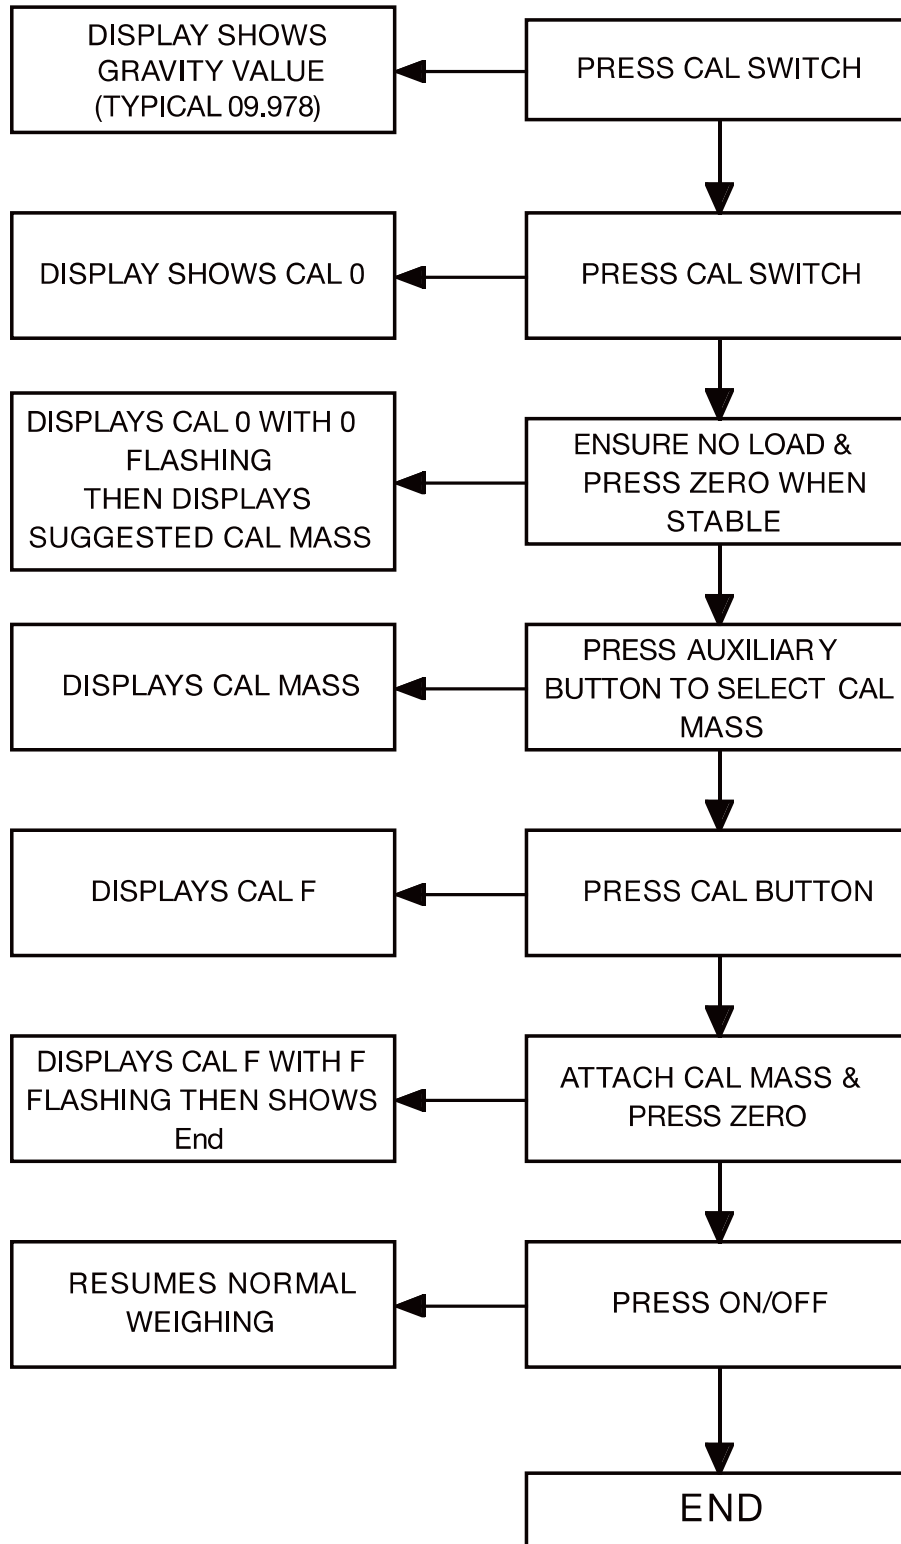 DISPLAY SHOWS
GRAVITY VALUE
(TYPICAL 09.978)
PRESS CAL SWITCH
DISPLAY SHOWS CAL 0
PRESS CAL SWITCH
DISPLAYS CAL 0 WITH 0
FLASHING
THEN DISPLAYS
SUGGESTED CAL MASS
ENSURE NO LOAD &
PRESS ZERO WHEN
STABLE
DISPLAYS CAL MASS
PRESS AUXILIARY
BUTTON TO SELECT CAL
MASS
DISPLAYS CAL F
PRESS CAL BUTTON
DISPLAYS CAL F WITH F
FLASHING THEN SHOWS
End
ATTACH CAL MASS &
PRESS ZERO
RESUMES NORMAL
WEIGHING
PRESS ON/OFF
END